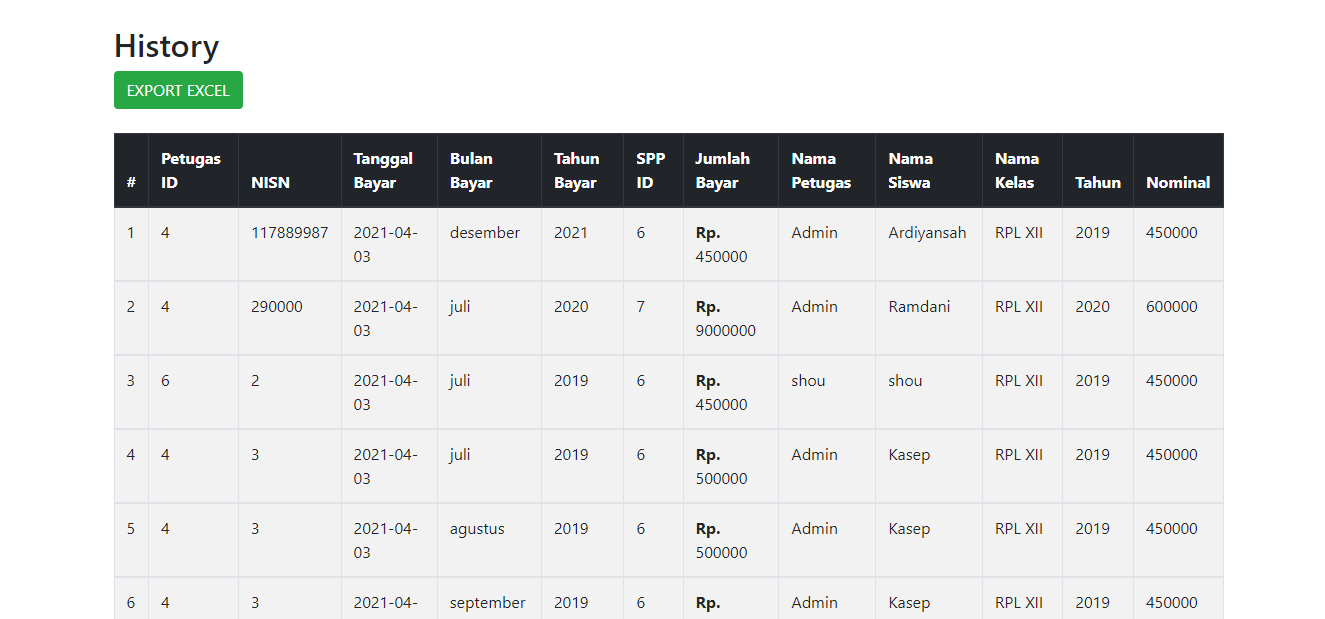 History
EXPORT EXCEL
# Petugas ID NISN Tanggal Bayar Bulan Bayar Tahun Bayar SPP ID Jumlah Bayar Nama Petugas Nama Siswa Nama Kelas Tahun Nominal
1 4 117889987 2021-04-03 desember 2021 6 Rp. 450000 Admin Ardiyansah RPL XII 2019 450000
2 4 290000 2021-04-03 juli 2020 7 Rp. 9000000 Admin Ramdani RPL XII 2020 600000
3 6 2 2021-04-03 juli 2019 6 Rp. 450000 shou shou RPL XII 2019 450000
4 4 3 2021-04-03 juli 2019 6 Rp. 500000 Admin Kasep RPL XII 2019 450000
5 4 3 2021-04-03 agustus 2019 6 Rp. 500000 Admin Kasep RPL XII 2019 450000
6 4 3 2021-04- september 2019 6 Rp. Admin Kasep RPL XII 2019 450000